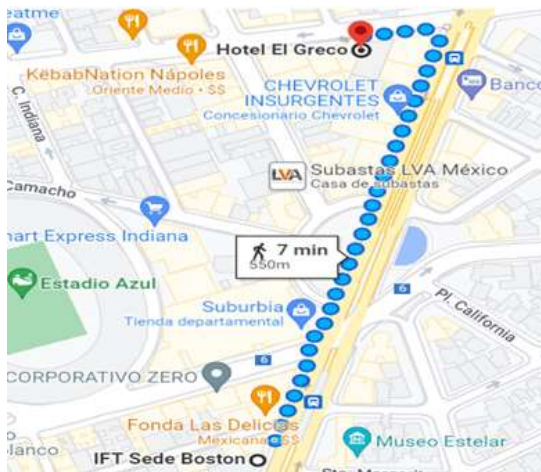 eatme
Hotel El Greco
KebabNation Nápoles
Oriente Medio • $$
C. Indiana
CHEVROLET
INSURGENTES
Concesionario Chevrolet
Banco
LVA
Subastas LVA México
Casa de subastas
Camacho
mart Express Indiana
7 min
550m
Estadio Azul
6
Pl. California
Suburbia
Tienda departamental
6
CORPORATIVO ZERO
Fonda Las Delicias
Mexicana • $$
Museo Estelar
lanco
IFT Sede Boston